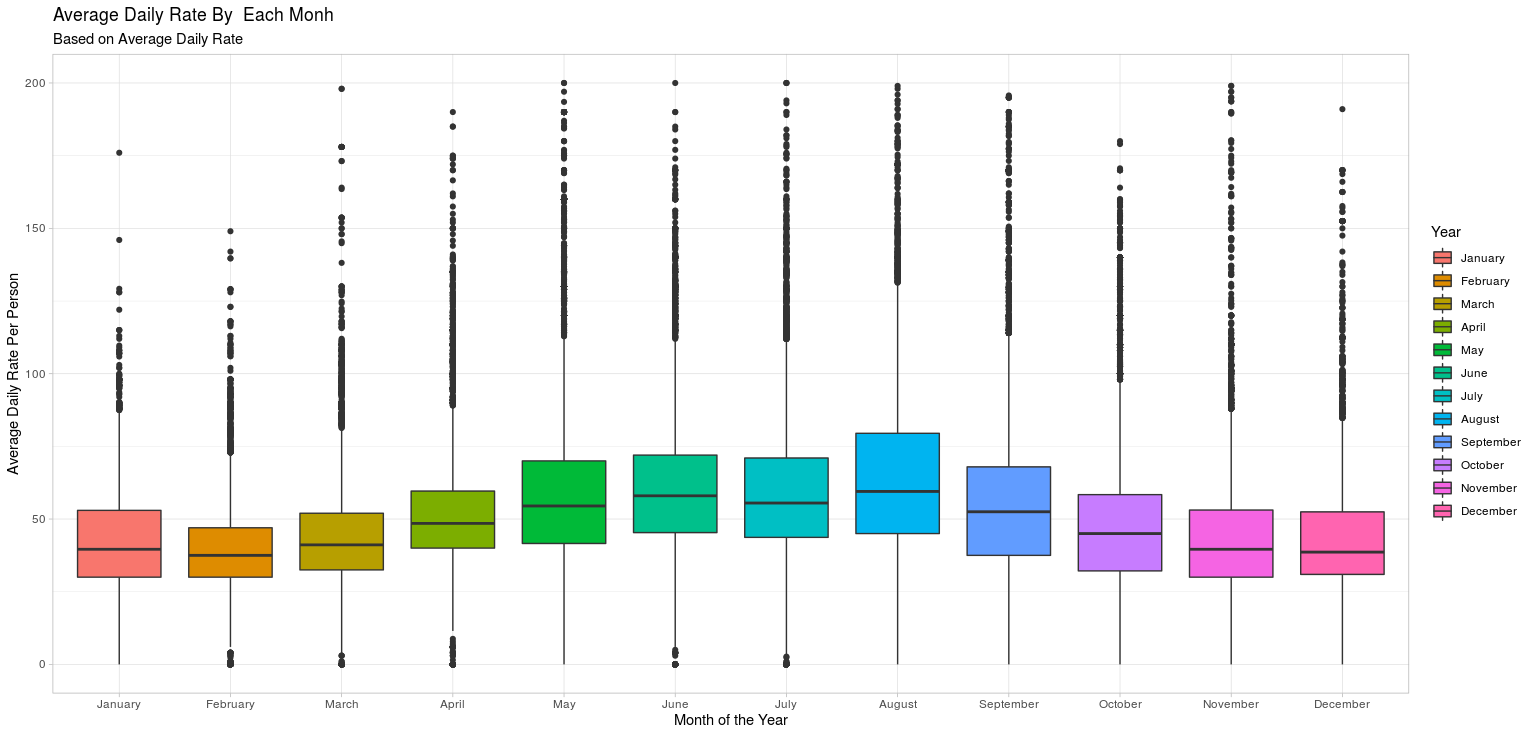 Average Daily Rate By  Each Monh
Based on Average Daily Rate
Average Daily Rate Per Person
200
150
100
50
0
January February March April May June July August September October November December
Month of the Year
Year
January
February
March
April
May
June
July
August
September
October
November
December